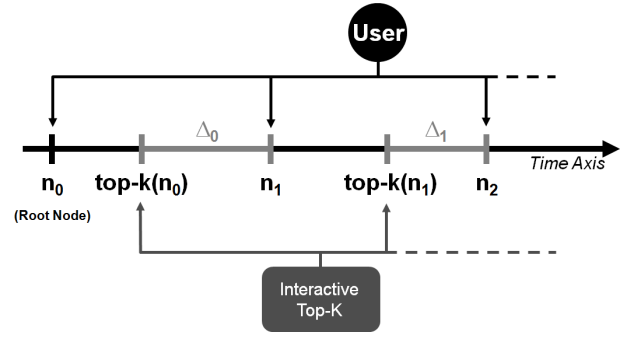 User
Δ0 Δ1
n0 top-k(n0) n1 top-k(n1) n2
Time Axis
(Root Node)
Interactive
Top-K